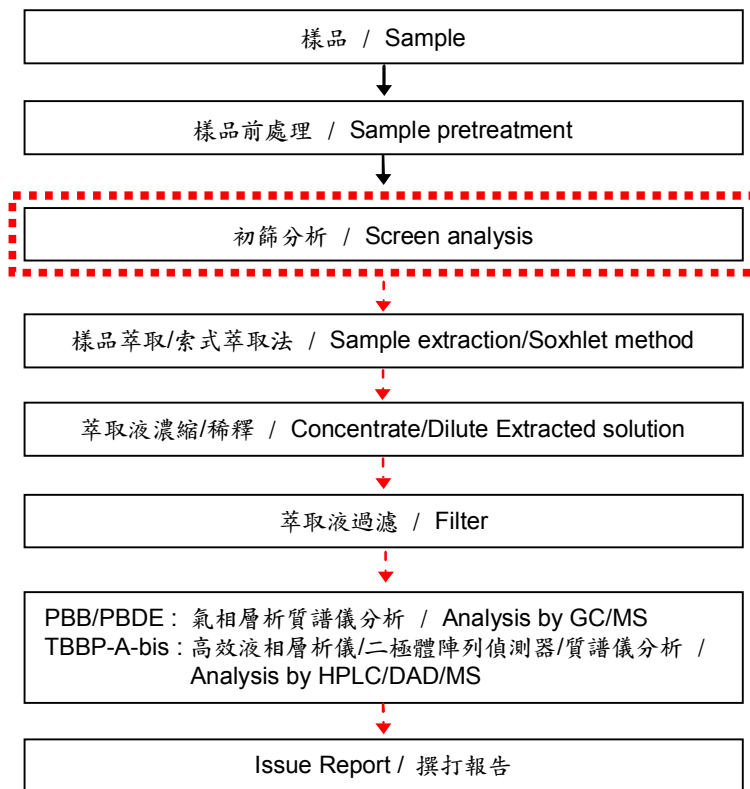 樣品 / Sample
樣品前處理 / Sample pretreatment
初篩分析 / Screen analysis
樣品萃取/索式萃取法 / Sample extraction/Soxhlet method
萃取液濃縮/稀釋 / Concentrate/Dilute Extracted solution
萃取液過濾 / Filter
PBB/PBDE : 氣相層析質譜儀分析 / Analysis by GC/MS
TBBP-A-bis : 高效液相層析儀/二極體陣列偵測器/質譜儀分析 /
Analysis by HPLC/DAD/MS
Issue Report / 撰打報告